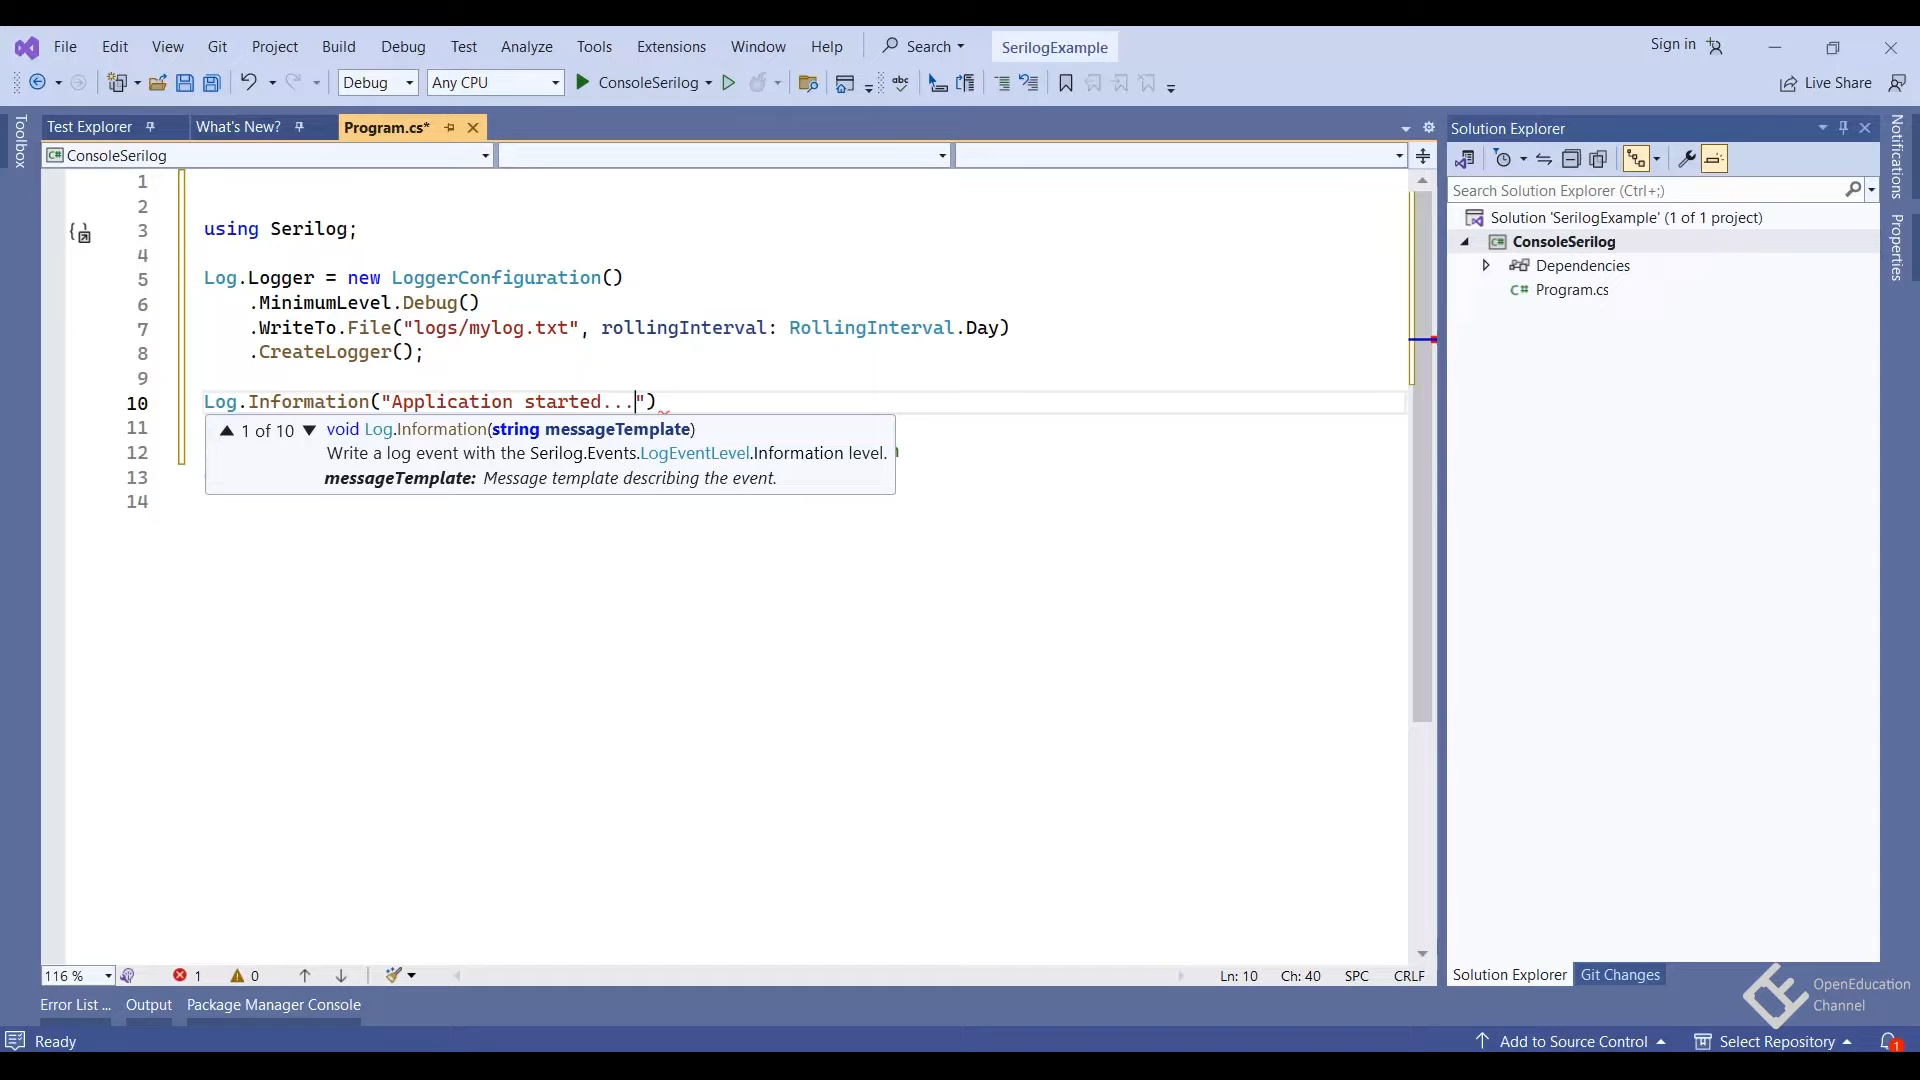 File Edit View Git Project Build Debug Test Analyze Tools Extensions Window Help Search SerilogExample Sign in
Debug Any CPU ConsoleSerilog abc Live Share
Toolbox
Test Explorer What's New? Program.cs*
ConsoleSerilog
1
2
3 using Serilog;
4
5 Log.Logger = new LoggerConfiguration()
6 .MinimumLevel.Debug()
7 .WriteTo.File("logs/mylog.txt", rollingInterval: RollingInterval.Day)
8 .CreateLogger();
9
10 Log.Information("Application started...")
11 1 of 10 void Log.Information(string messageTemplate)
12 Write a log event with the Serilog.Events.LogEventLevel.Information level.
13 messageTemplate: Message template describing the event.
14
116 % 1 0 Ln: 10 Ch: 40 SPC CRLF
Solution Explorer
Search Solution Explorer (Ctrl+;)
Solution 'SerilogExample' (1 of 1 project)
C# ConsoleSerilog
Dependencies
C# Program.cs
Solution Explorer Git Changes
Notifications
Properties
Error List ... Output Package Manager Console
OpenEducation
Channel
Ready Add to Source Control Select Repository 1